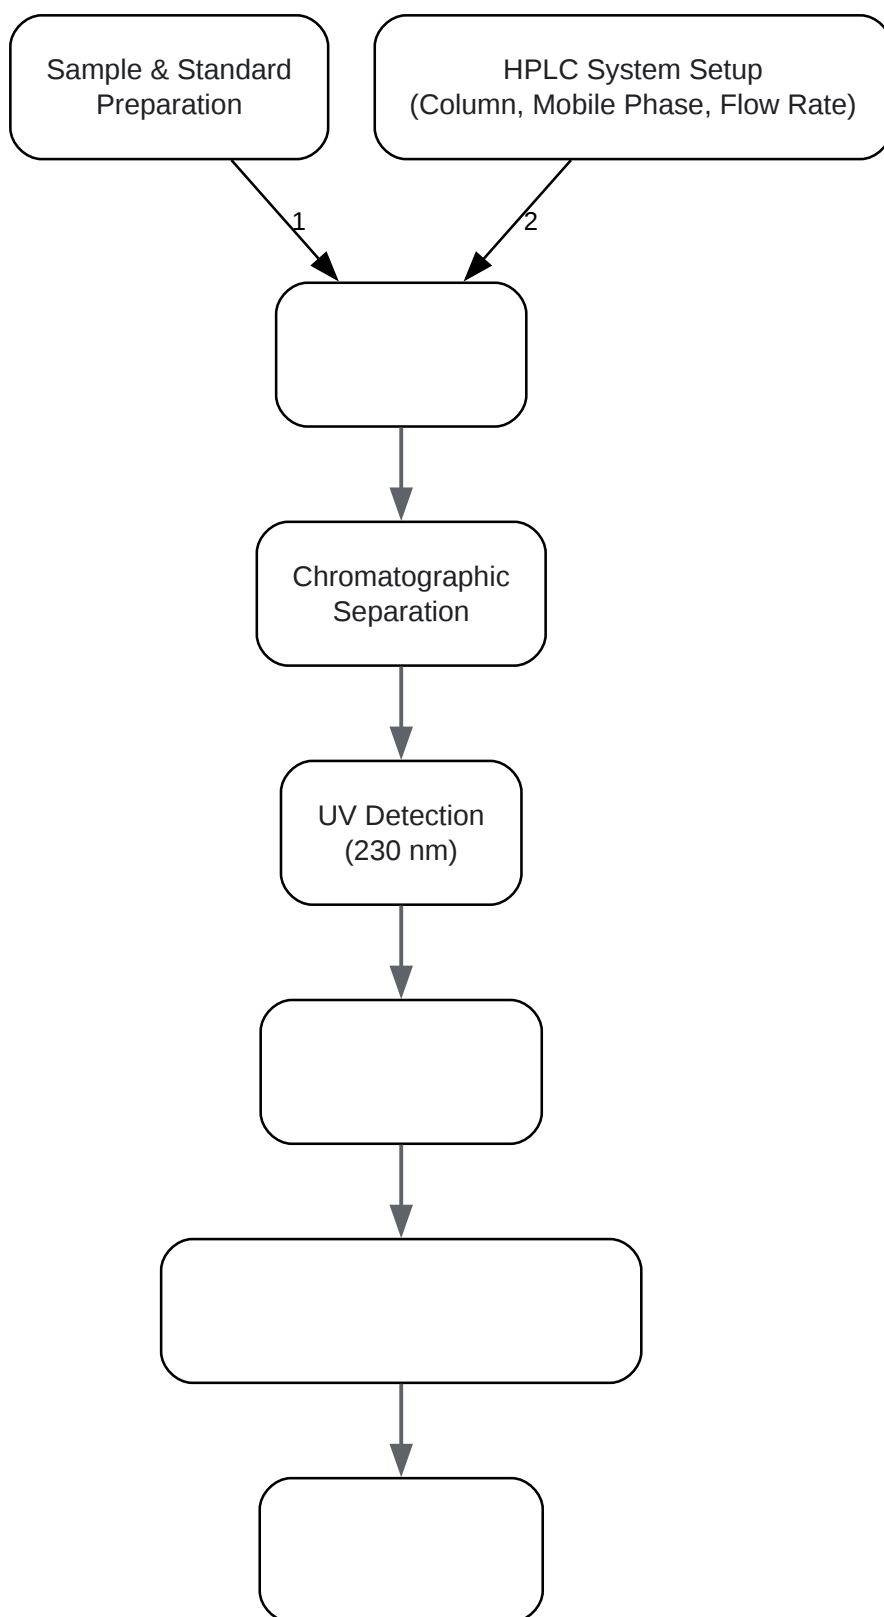 Sample & Standard
Preparation
HPLC System Setup
(Column, Mobile Phase, Flow Rate)
1
2
Chromatographic
Separation
UV Detection
(230 nm)